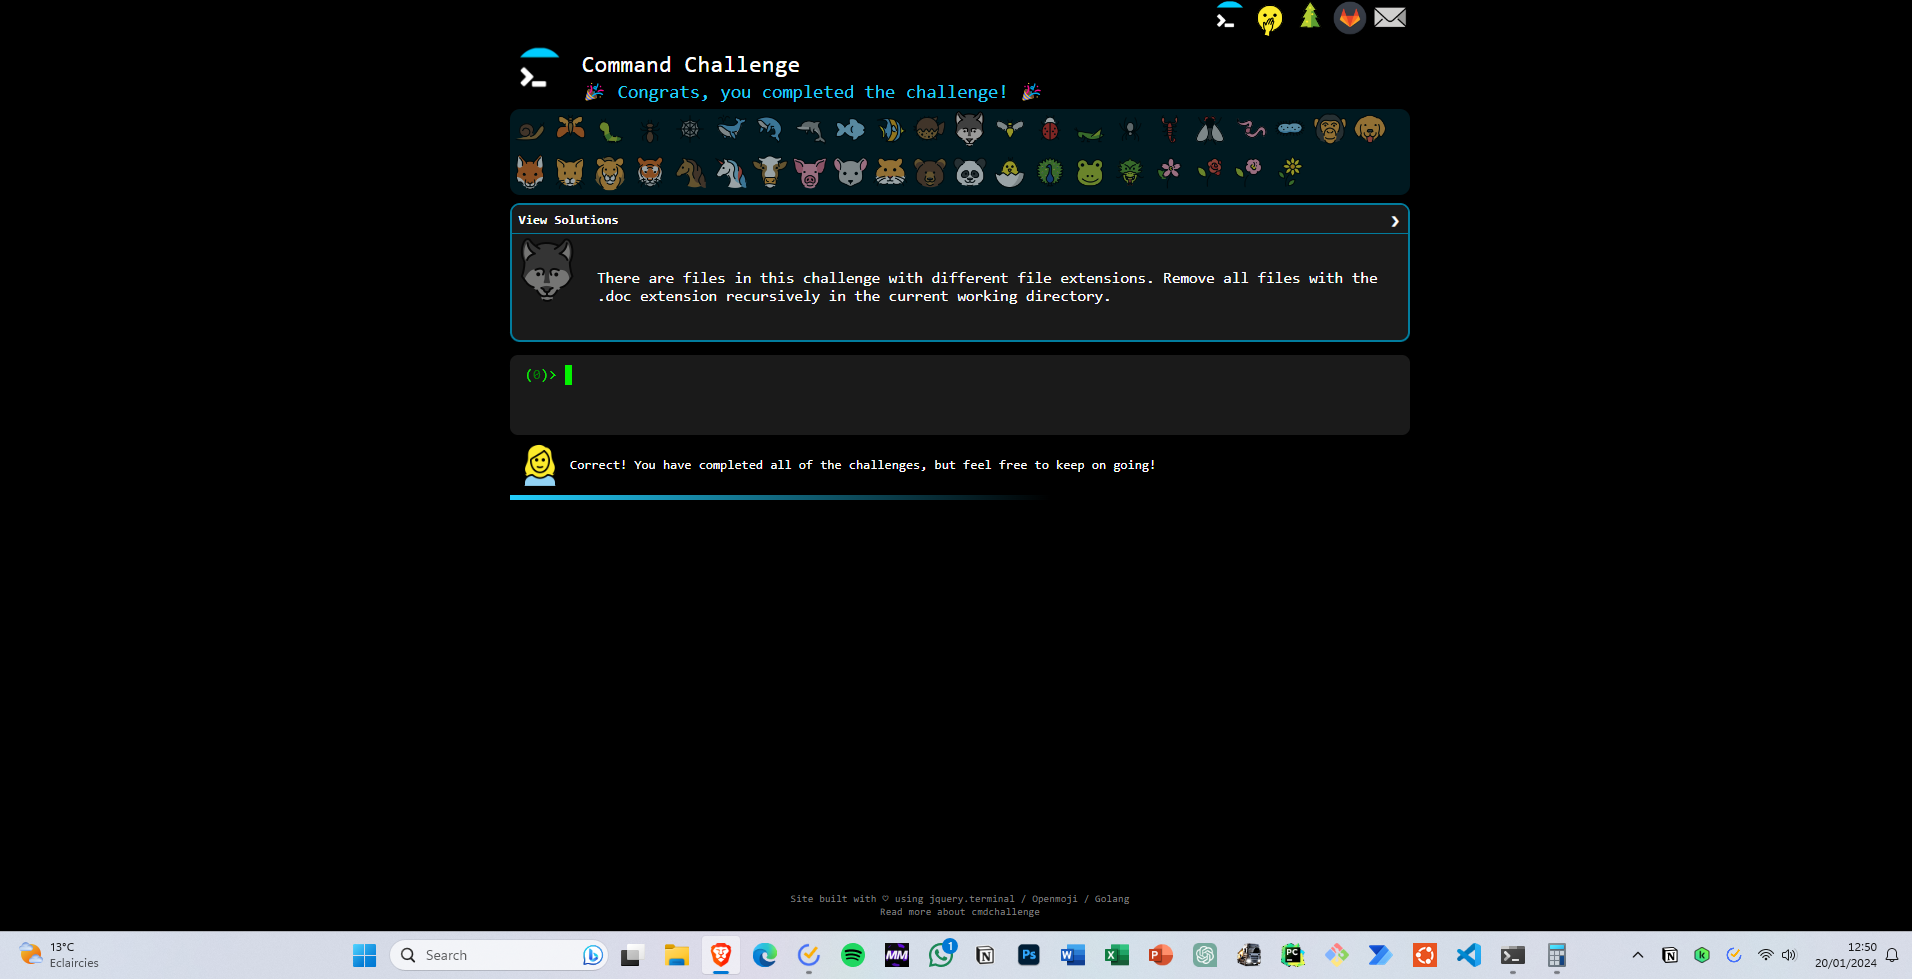 Command Challenge
🎉 Congrats, you completed the challenge! 🎉
View Solutions
There are files in this challenge with different file extensions. Remove all files with the
.doc extension recursively in the current working directory.
(0)>
Correct! You have completed all of the challenges, but feel free to keep on going!
Site built with ♡ using jquery.terminal / Openmoji / Golang
Read more about cmdchallenge
13°C
Eclaircies
Search
MM
1
Ps
W
X
P
PC
N
k
12:50
20/01/2024